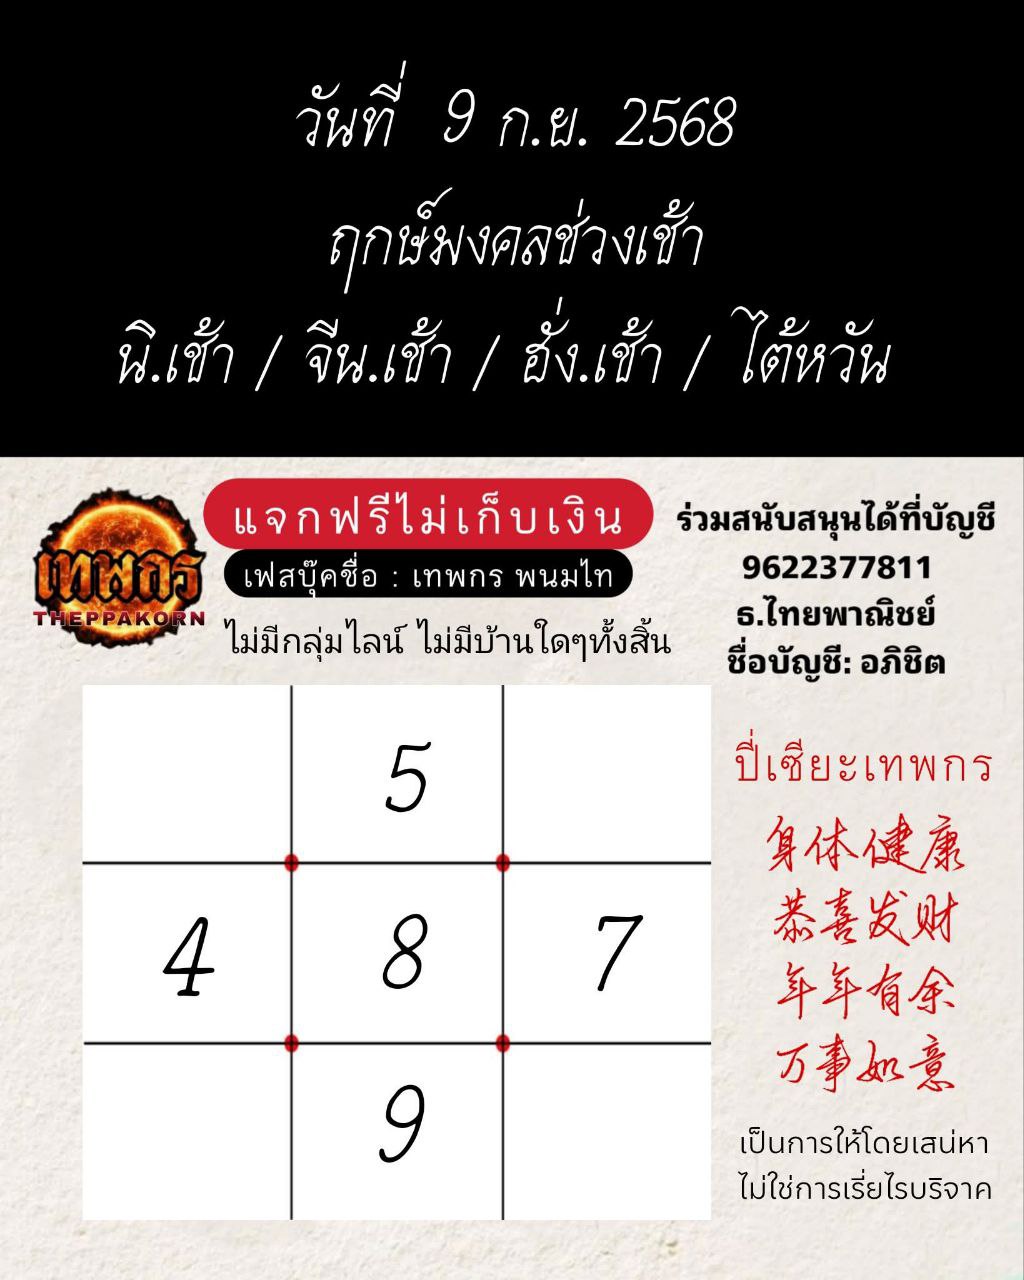 วันที่ 9 ก.ย. 2568
ฤกษ์มงคลช่วงเช้า
นิ.เช้า / จีน.เช้า / ฮั่ง.เช้า / ไต้หวัน
เทพกร
THEPPAKORN
แจกฟรีไม่เก็บเงิน
เฟสบุ๊คชื่อ : เทพกร พนมไท
ไม่มีกลุ่มไลน์ ไม่มีบ้านใดๆทั้งสิ้น
ร่วมสนับสนุนได้ที่บัญชี
9622377811
ธ.ไทยพาณิชย์
ชื่อบัญชี: อภิชิต
5
4 8 7
9
ปี่เซียะเทพกร
身体健康
恭喜发财
年年有余
万事如意
เป็นการให้โดยเสน่หา
ไม่ใช่การเรี่ยไรบริจาค